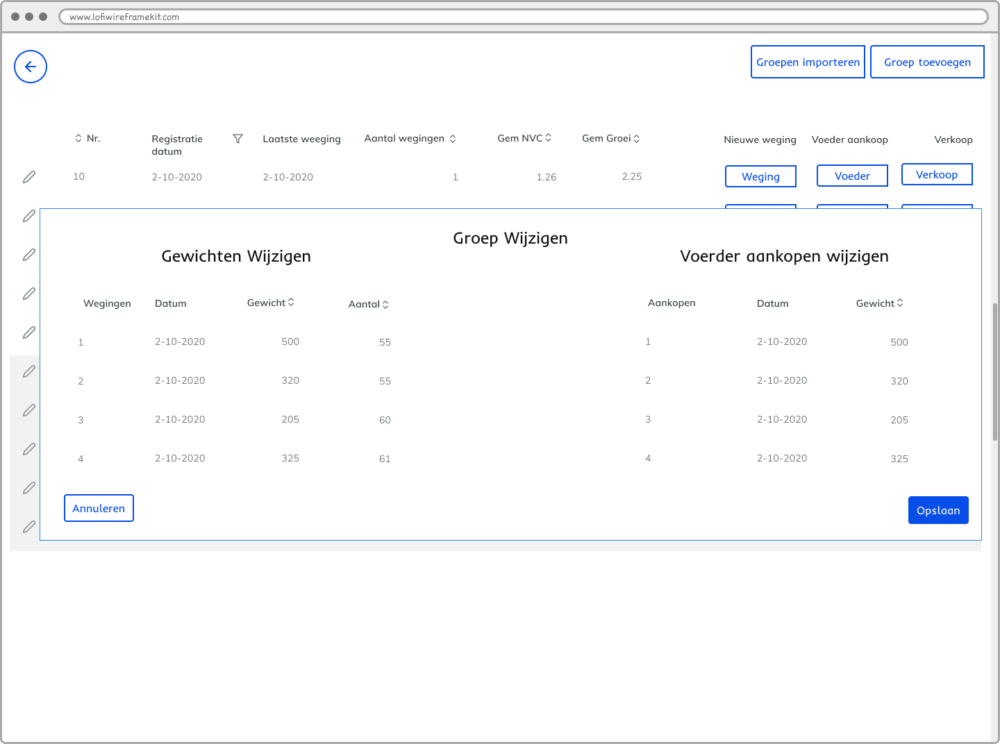 www.lofiwireframekit.com
Groepen importeren
Groep toevoegen
Nr.
Registratie datum
Laatste weeging
Aantal wegingen
Gem NVC
Gem Groei
Nieuwe weging
Voeder aankoop
Verkoop
10
2-10-2020
2-10-2020
1
1.26
2.25
Weging
Voeder
Verkoop
Groep Wijzigen
Gewichten Wijzigen
Wegingen Datum Gewicht Aantal
1 2-10-2020 500 55
2 2-10-2020 320 55
3 2-10-2020 205 60
4 2-10-2020 325 61
Voerder aankopen wijzigen
Aankopen Datum Gewicht
1 2-10-2020 500
2 2-10-2020 320
3 2-10-2020 205
4 2-10-2020 325
Annuleren
Opslaan